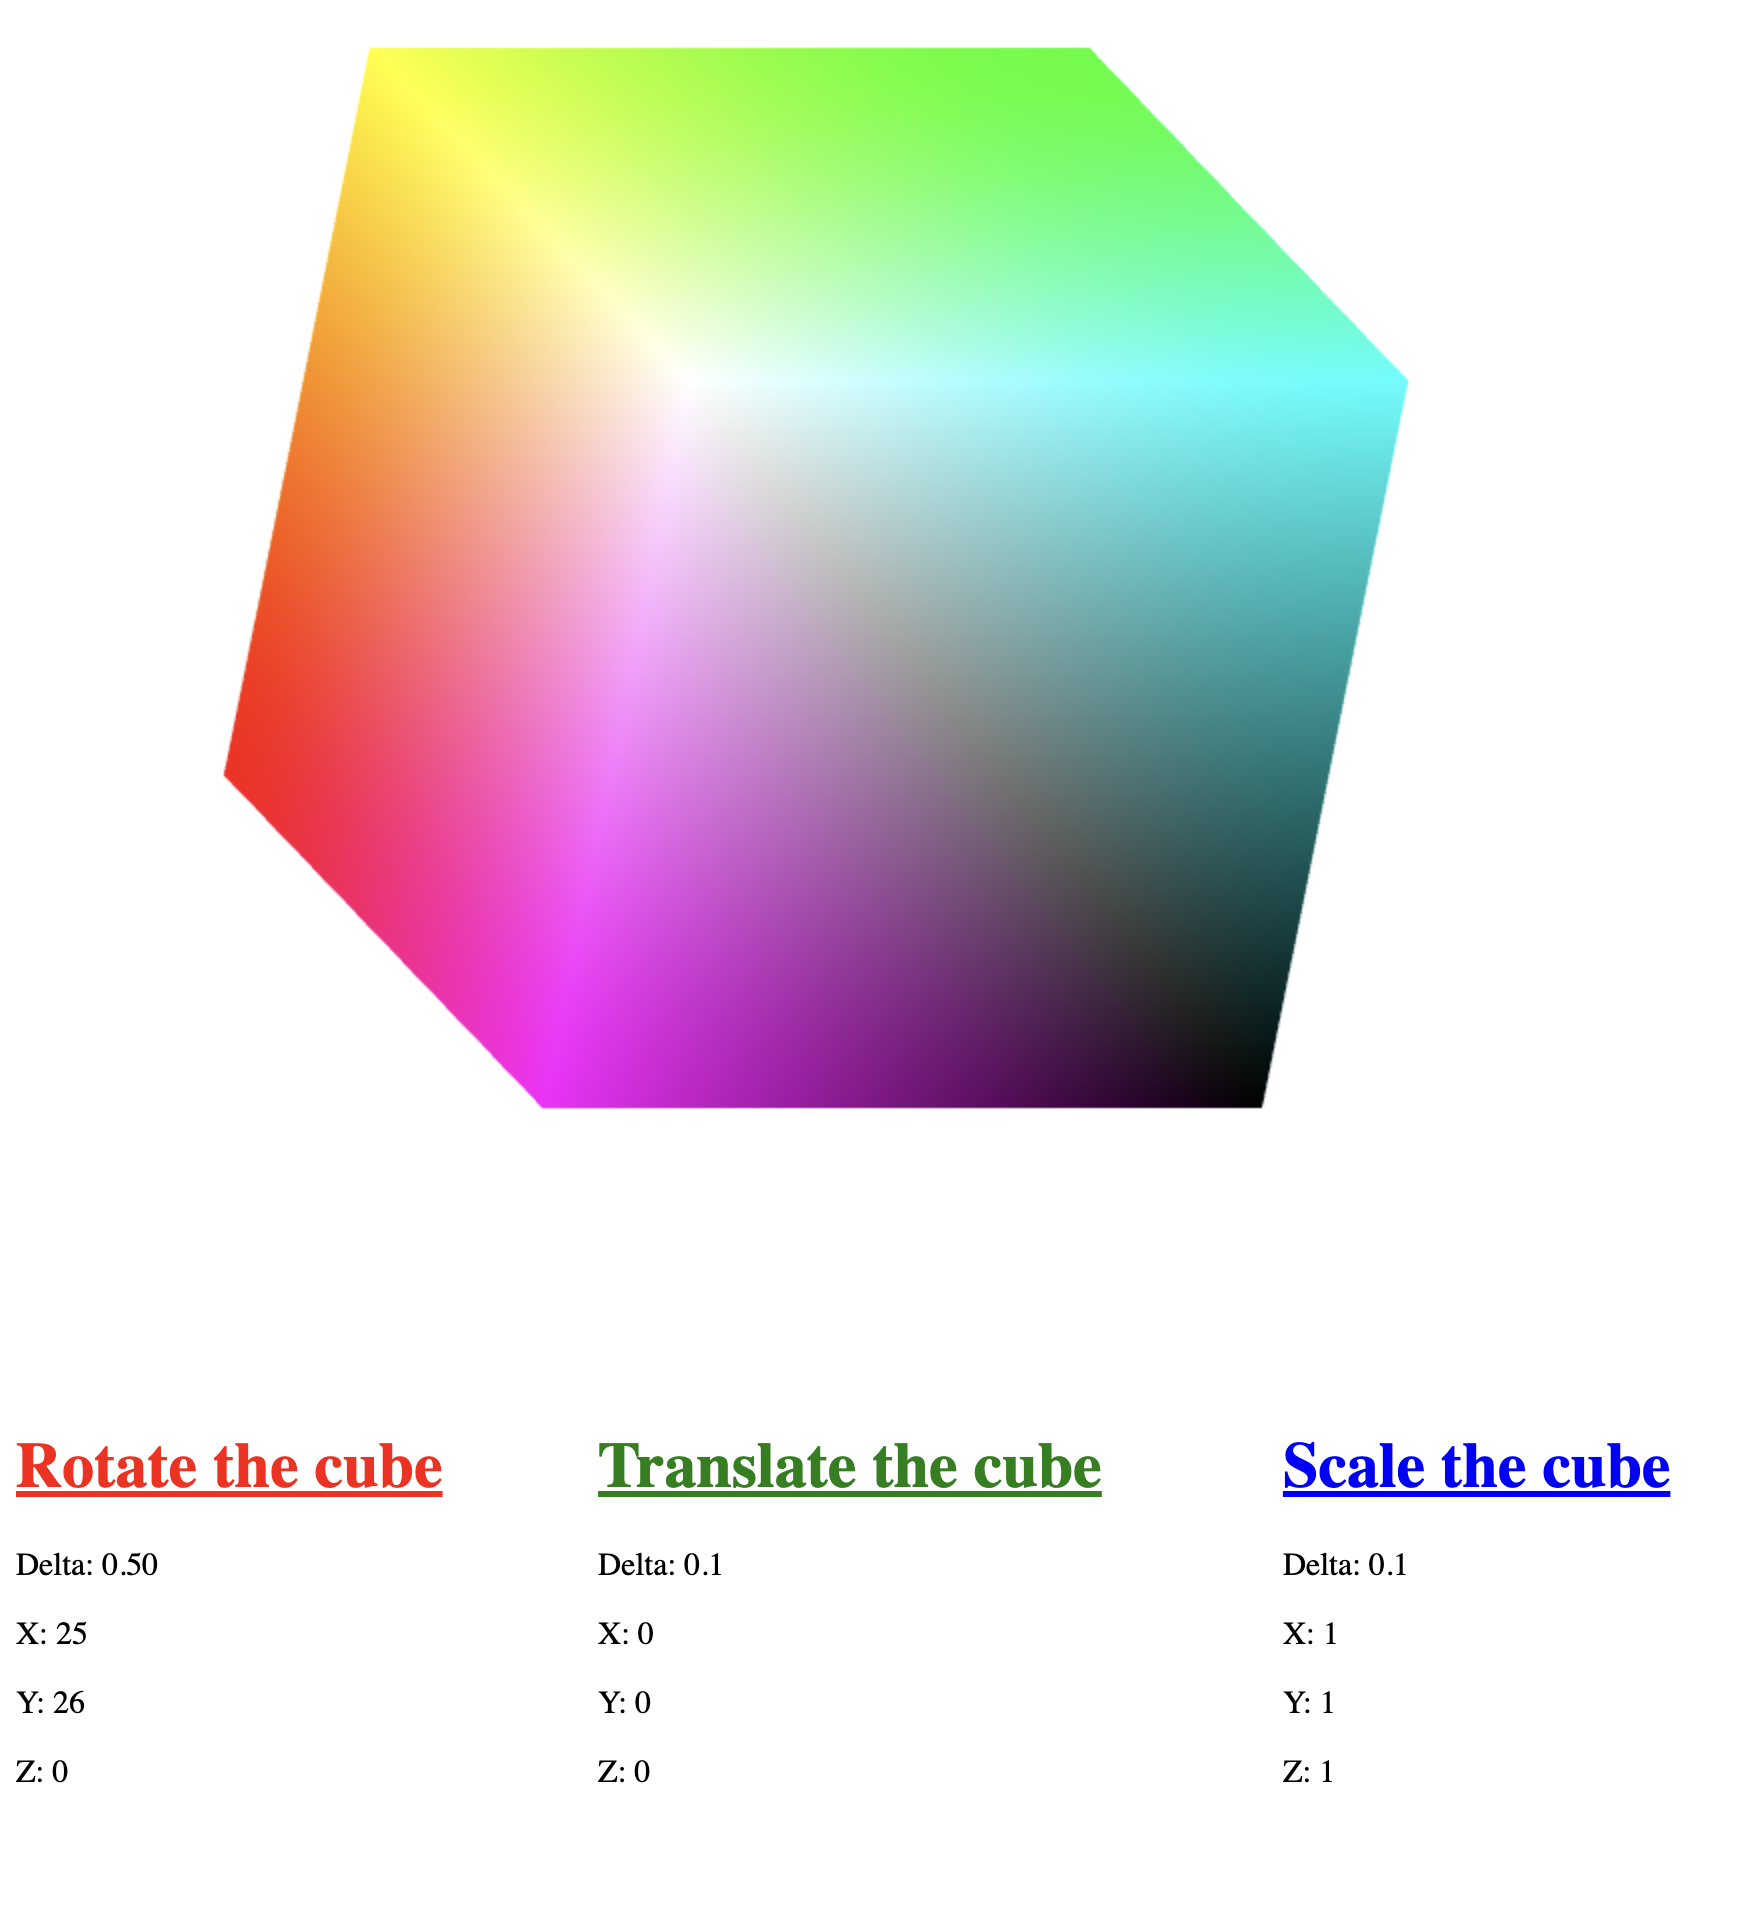 Rotate the cube
Delta: 0.50
X: 25
Y: 26
Z: 0
Translate the cube
Delta: 0.1
X: 0
Y: 0
Z: 0
Scale the cube
Delta: 0.1
X: 1
Y: 1
Z: 1